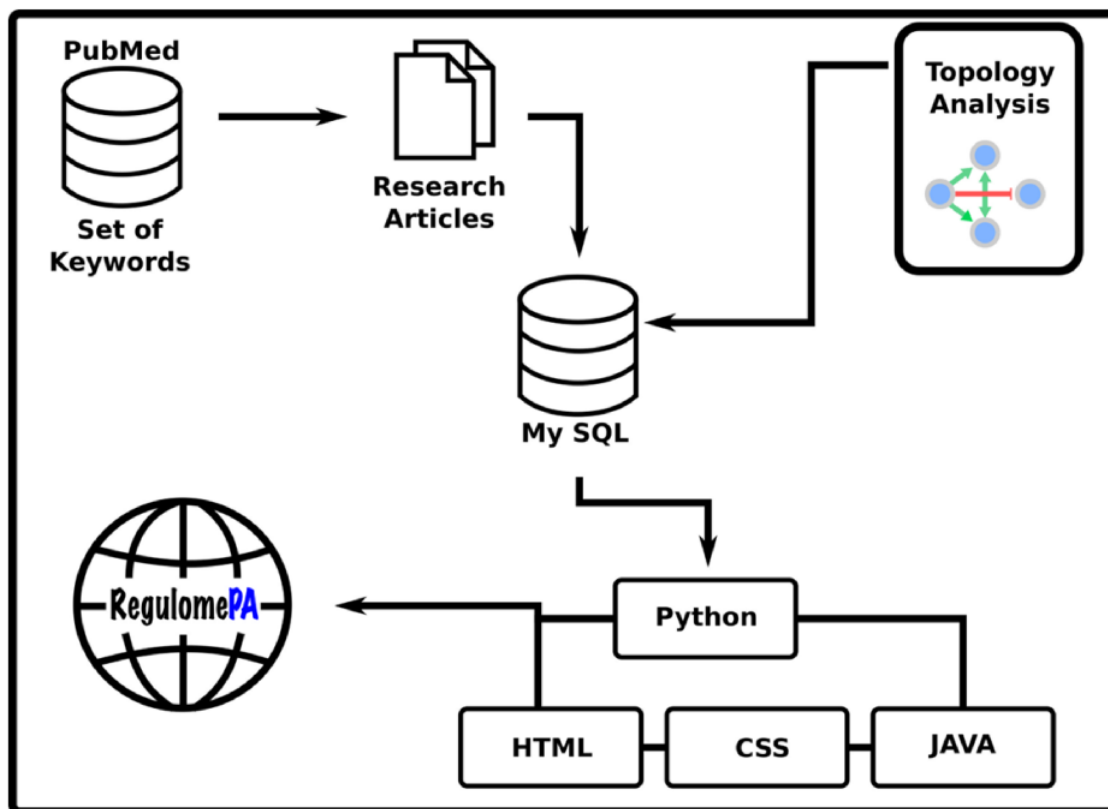 PubMed
Set of
Keywords
Research
Articles
Topology
Analysis
My SQL
RegulomePA
Python
HTML
CSS
JAVA